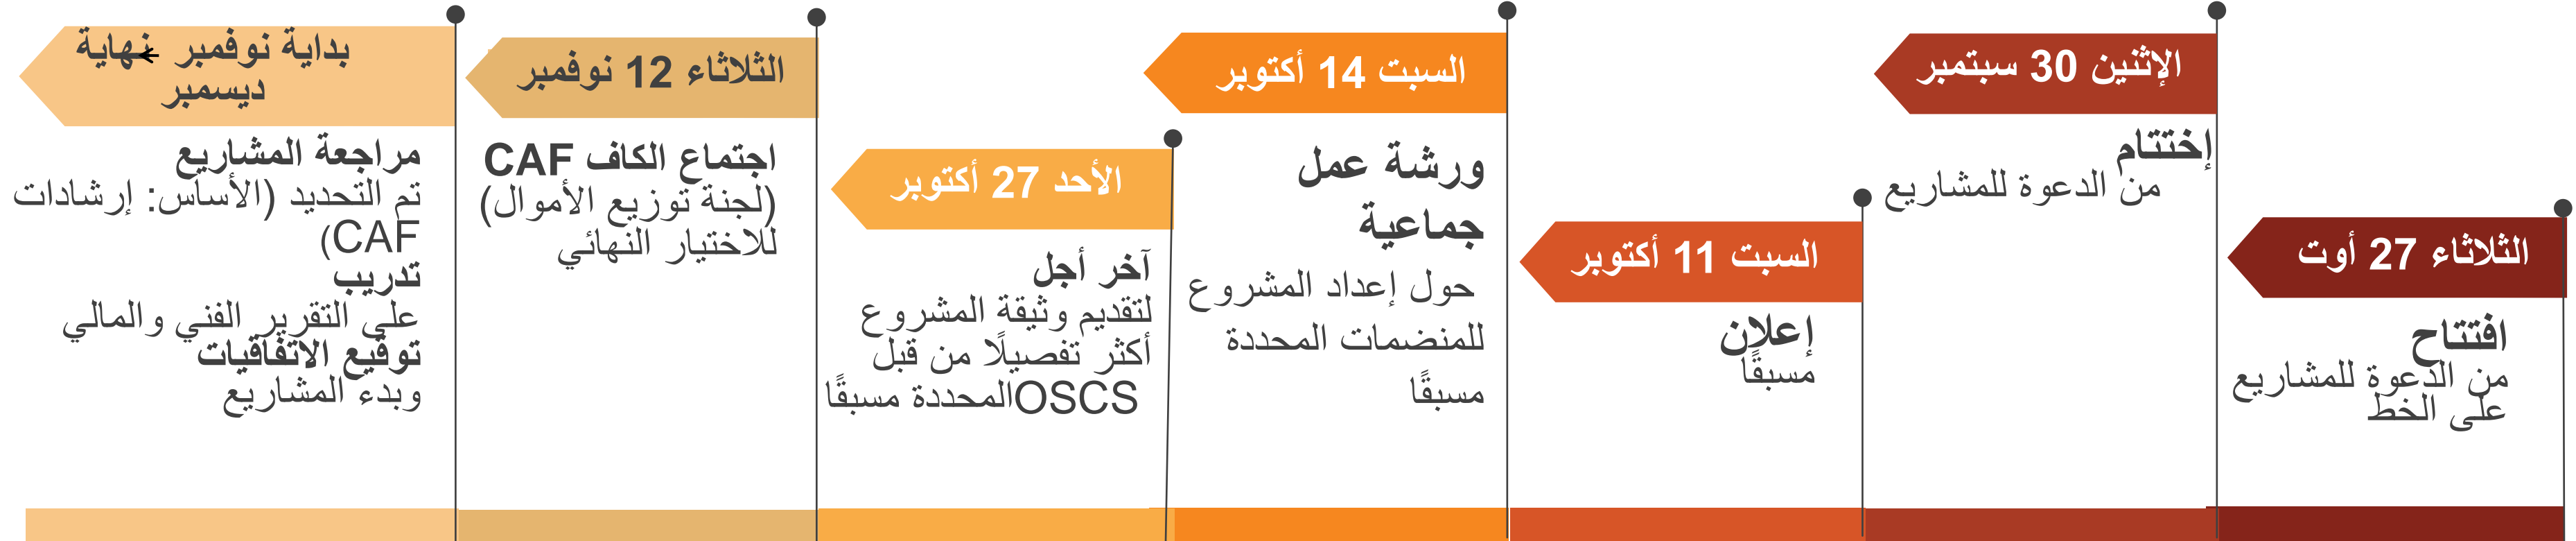 الثلاثاء 27 أوت
افتتاح
من الدعوة للمشاريع
على الخط
الإثنين 30 سبتمبر
إختتام
من الدعوة للمشاريع
السبت 11 أكتوبر
إعلان
مسبقًا
السبت 14 أكتوبر
ورشة عمل
جماعية
حول إعداد المشروع
للمنضمات المحددة
مسبقًا
الأحد 27 أكتوبر
آخر أجل
لتقديم وثيقة المشروع
أكثر تفصيلًا من قبل
OSCSالمحددة مسبقًا
الثلاثاء 12 نوفمبر
اجتماع الكاف CAF
(لجنة توزيع الأموال)
للاختيار النهائي
بداية نوفمبر ← نهاية
ديسمبر
مراجعة المشاريع
تم التحديد (الأساس: إرشادات
CAF)
تدريب
على التقرير الفني والمالي
توقيع الاتفاقيات
وبدء المشاريع